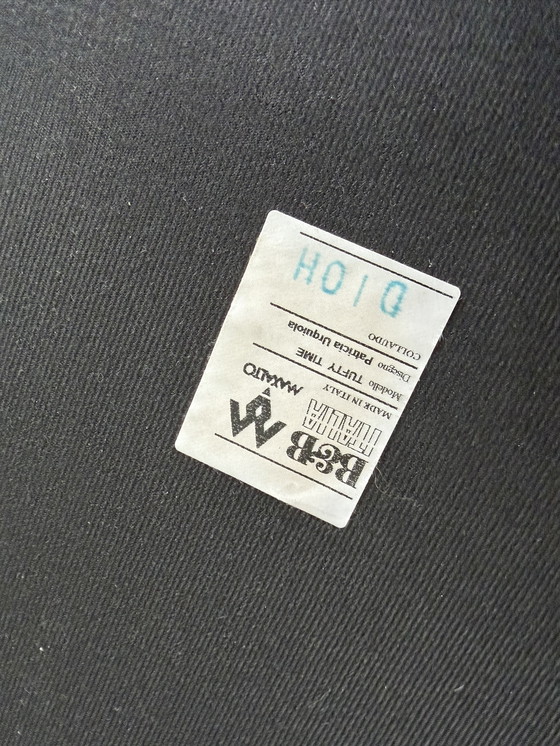 B&B
ITALIA
MAXALTO
MADE IN ITALY
Modello TUFTY TIME
Disegno Patricia Urquiola
COLLAUDO